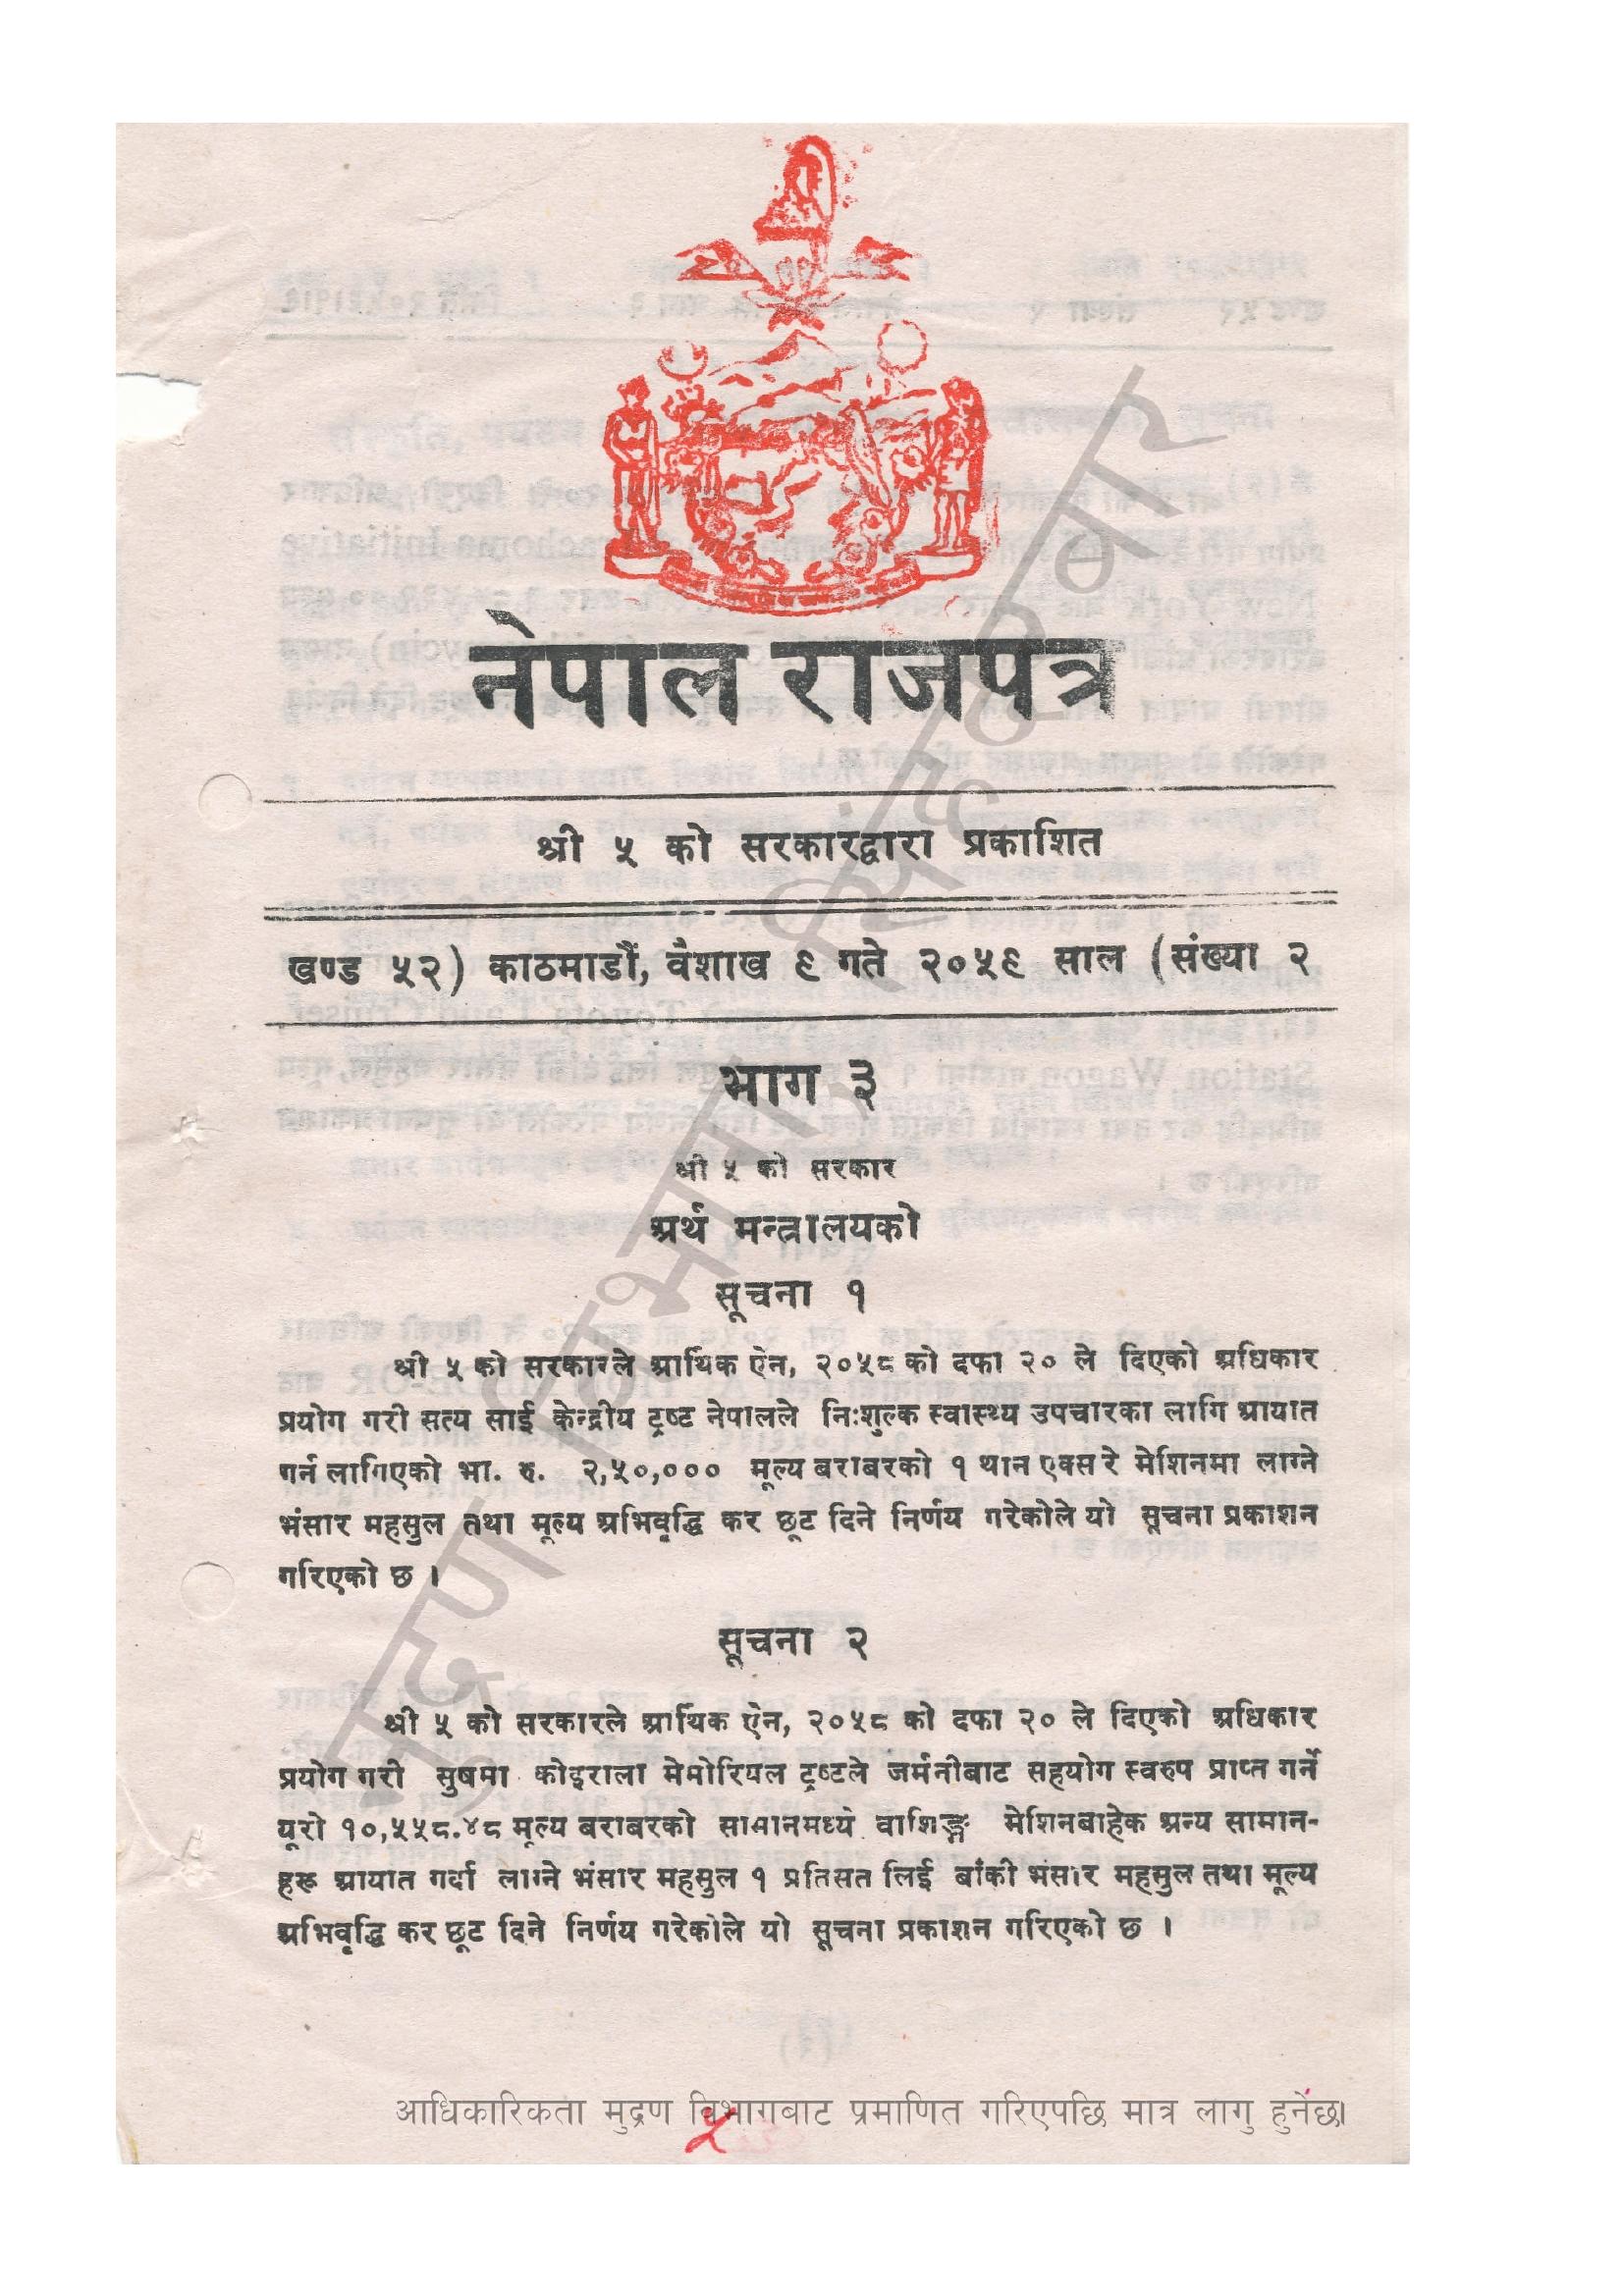 नेपाल राजपत्र
श्री ५ को सरकारद्वारा प्रकाशित
खण्ड ५२) काठमाडौं, वैशाख ९ गते २०५९ साल (संख्या २
भाग ३
श्री ५ को सरकार
अर्थ मन्त्रालयको
सूचना १
श्री ५ को सरकारले आर्थिक ऐन, २०५८ को दफा २० ले दिएको अधिकार
प्रयोग गरी सत्य साई केन्द्रीय ट्रष्ट नेपालले निःशुल्क स्वास्थ्य उपचारका लागि आयात
गर्न लागिएको भा. रु. २,५०,००० मूल्य बराबरको १ थान एक्स रे मेशिनमा लाग्ने
भंसार महसुल तथा मूल्य अभिवृद्धि कर छूट दिने निर्णय गरेकोले यो सूचना प्रकाशन
गरिएको छ ।
सूचना २
श्री ५ को सरकारले आर्थिक ऐन, २०५८ को दफा २० ले दिएको अधिकार
प्रयोग गरी सुषमा कोइराला मेमोरियल ट्रष्टले जर्मनीबाट सहयोग स्वरुप प्राप्त गर्ने
यूरो १०,५५८.४८ मूल्य बराबरको सामानमध्ये वाशिङ्ग मेशिनबाहेक अन्य सामान-
हरू आयात गर्दा लाग्ने भंसार महसुल १ प्रतिसत लिई बाँकी भंसार महसुल तथा मूल्य
अभिवृद्धि कर छूट दिने निर्णय गरेकोले यो सूचना प्रकाशन गरिएको छ ।
मुद्रण विभाग, सिंहदरबार
आधिकारिकता मुद्रण विभागबाट प्रमाणित गरिएपछि मात्र लागु हुनेछ।